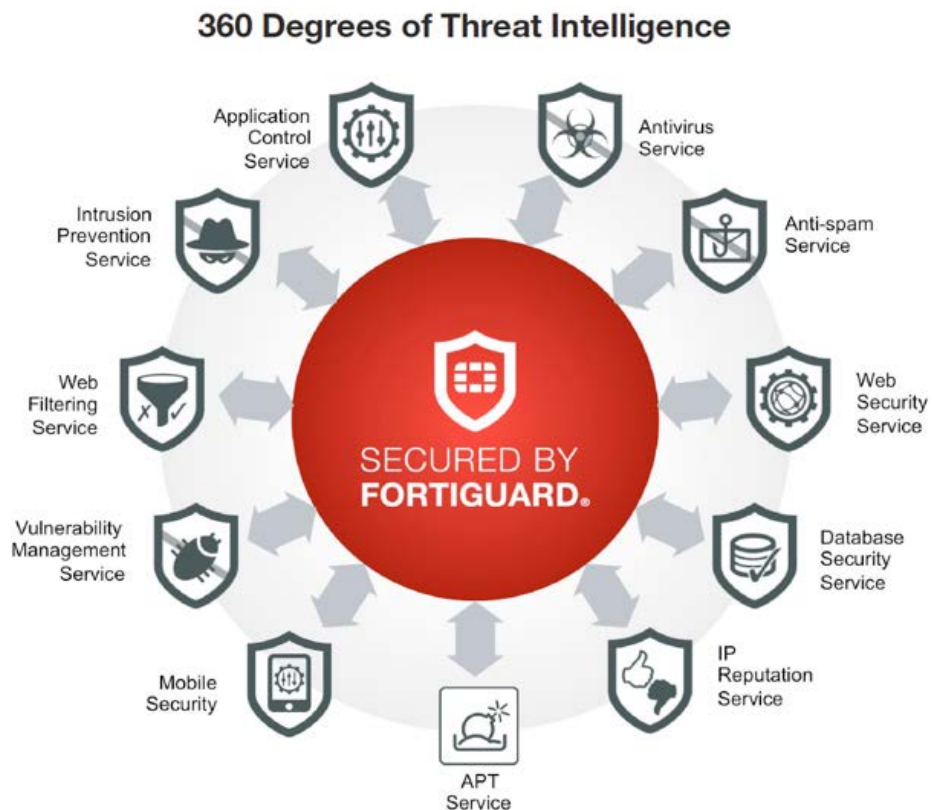 360 Degrees of Threat Intelligence
Application
Control
Service
Antivirus
Service
Intrusion
Prevention
Service
Anti-spam
Service
Web
Filtering
Service
SECURED BY
FORTIGUARD®
Web
Security
Service
Vulnerability
Management
Service
Database
Security
Service
Mobile
Security
IP
Reputation
Service
APT
Service